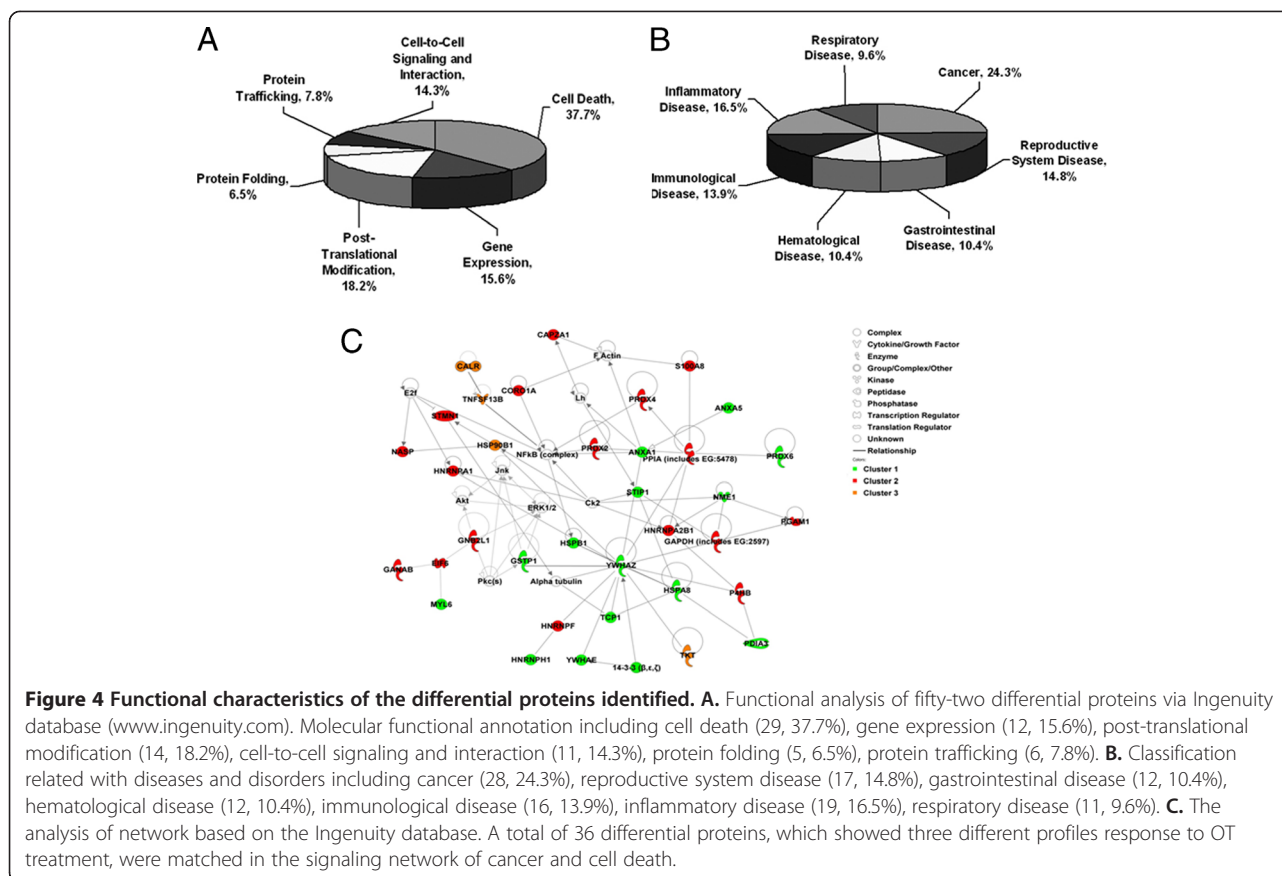 A
Cell-to-Cell
Signaling and
Interaction,
14.3%
Protein
Trafficking, 7.8%
Cell Death,
37.7%
Protein Folding,
6.5%
Post-
Translational
Modification,
18.2%
Gene
Expression,
15.6%
B
Respiratory
Disease, 9.6%
Cancer, 24.3%
Inflammatory
Disease, 16.5%
Reproductive
System Disease,
14.8%
Immunological
Disease, 13.9%
Hematological
Disease, 10.4%
Gastrointestinal
Disease, 10.4%
C
CAPZA1
F Actin
CALR
S100A8
E2f
TNFSF13B
CORO1A
Lh
PRDX4
ANXA5
STMN1
NASP
HSP90B1
NFkB (complex)
PRDX2
ANXA1
PPIA (includes EG:5478)
PRDX6
HNRNPA1
Jnk
Akt
ERK1/2
Ck2
STIP1
NME1
HNRNPA2B1
PGAM1
GAPDH (includes EG:2597)
GNB2L1
HSPB1
GSTP1
YWHAZ
GANAB
EIF6
Pkc(s)
Alpha tubulin
HSPA8
P4HB
MYL6
TCP1
HNRNPF
PDIA3
HNRNPH1
YWHAE
14-3-3 (β,ε,ζ)
TKT
Complex
Cytokine/Growth Factor
Enzyme
Group/Complex/Other
Kinase
Peptidase
Phosphatase
Transcription Regulator
Translation Regulator
Unknown
Relationship
Cluster 1
Cluster 2
Cluster 3
Figure 4 Functional characteristics of the differential proteins identified. A. Functional analysis of fifty-two differential proteins via Ingenuity
database (www.ingenuity.com). Molecular functional annotation including cell death (29, 37.7%), gene expression (12, 15.6%), post-translational
modification (14, 18.2%), cell-to-cell signaling and interaction (11, 14.3%), protein folding (5, 6.5%), protein trafficking (6, 7.8%). B. Classification
related with diseases and disorders including cancer (28, 24.3%), reproductive system disease (17, 14.8%), gastrointestinal disease (12, 10.4%),
hematological disease (12, 10.4%), immunological disease (16, 13.9%), inflammatory disease (19, 16.5%), respiratory disease (11, 9.6%). C. The
analysis of network based on the Ingenuity database. A total of 36 differential proteins, which showed three different profiles response to OT
treatment, were matched in the signaling network of cancer and cell death.